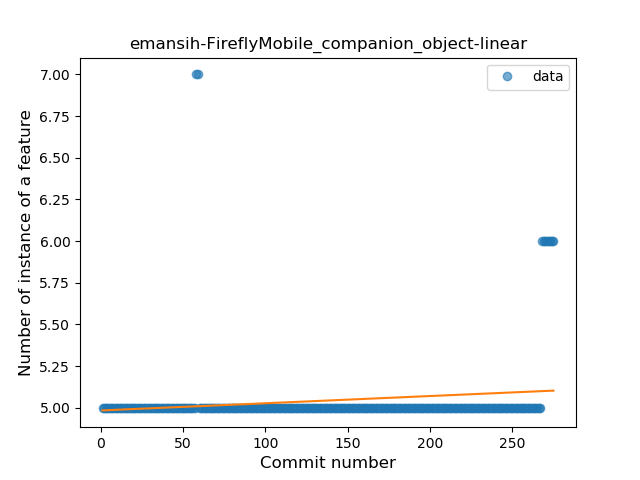 emansih-FireflyMobile_companion_object-linear
data
Number of instance of a feature
7.00
6.75
6.50
6.25
6.00
5.75
5.50
5.25
5.00
0 50 100 150 200 250
Commit number